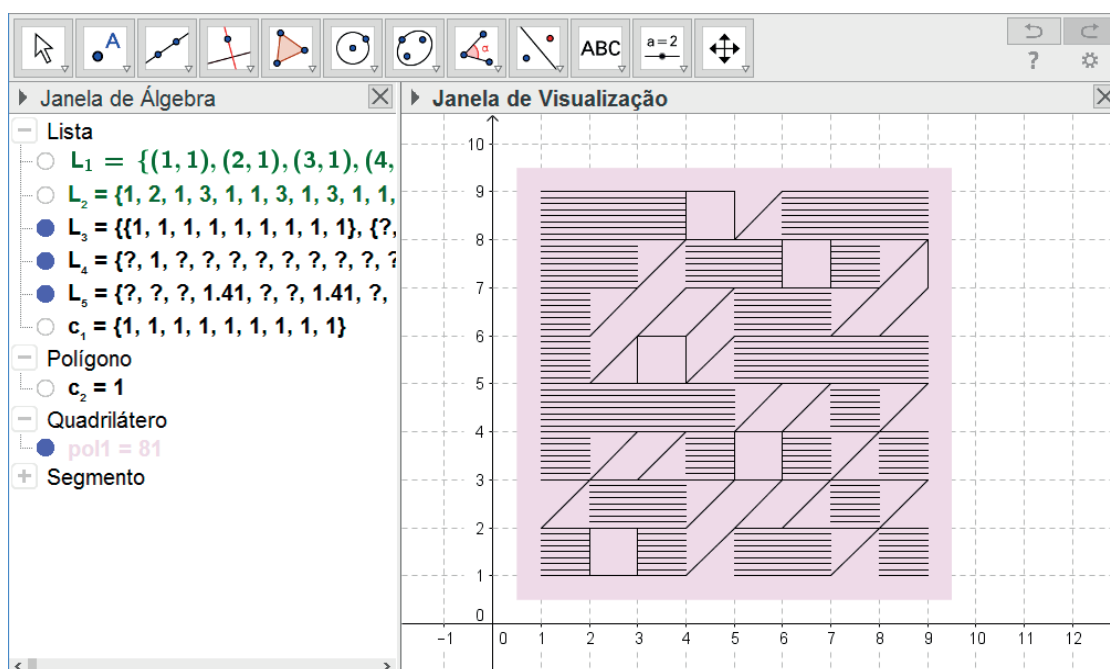 A
α
ABC
a=2
?
Janela de Álgebra
Lista
L₁ = {(1, 1), (2, 1), (3, 1), (4,
L₂ = {1, 2, 1, 3, 1, 1, 3, 1, 3, 1, 1,
L₃ = {{1, 1, 1, 1, 1, 1, 1, 1, 1}, {?,
L₄ = {?, 1, ?, ?, ?, ?, ?, ?, ?, ?, ?
L₅ = {?, ?, ?, 1.41, ?, ?, 1.41, ?,
c₁ = {1, 1, 1, 1, 1, 1, 1, 1, 1}
Polígono
c₂ = 1
Quadrilátero
pol1 = 81
Segmento
Janela de Visualização
10
9
8
7
6
5
4
3
2
1
0
−1 0 1 2 3 4 5 6 7 8 9 10 11 12